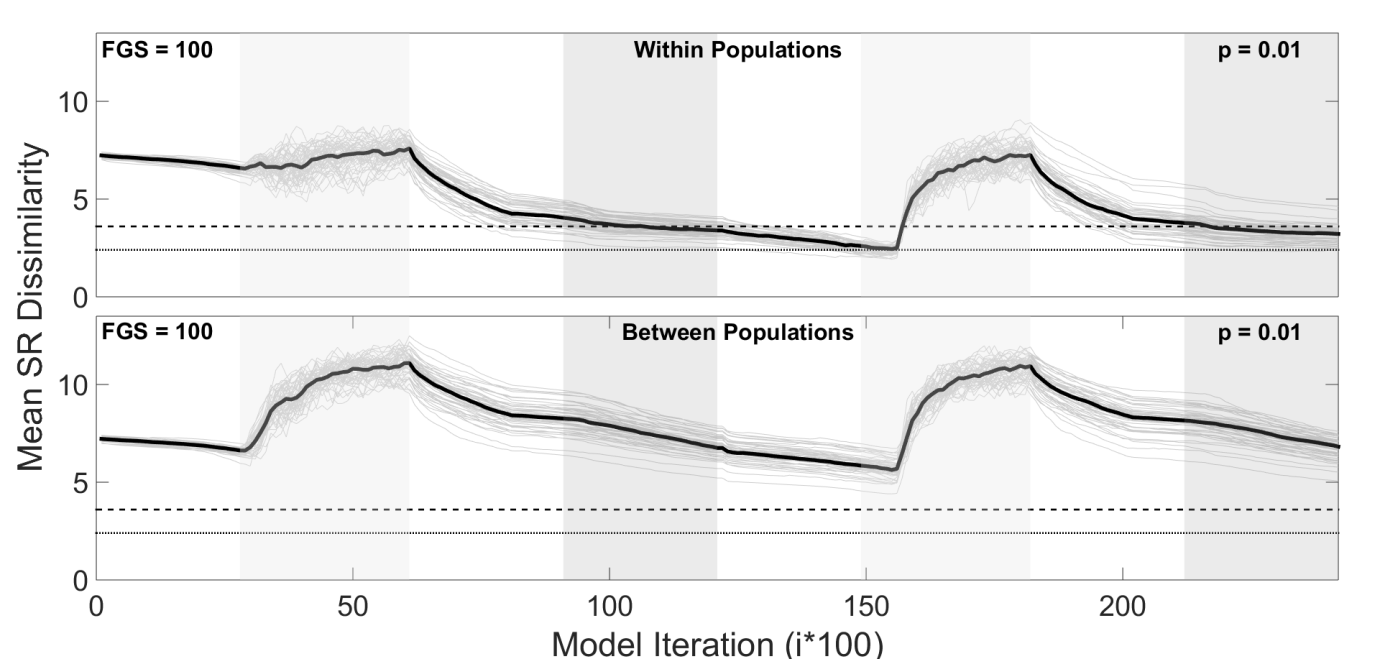 FGS = 100 Within Populations p = 0.01
10
5
0
FGS = 100 Between Populations p = 0.01
10
5
0
0 50 100 150 200
Mean SR Dissimilarity
Model Iteration (i*100)